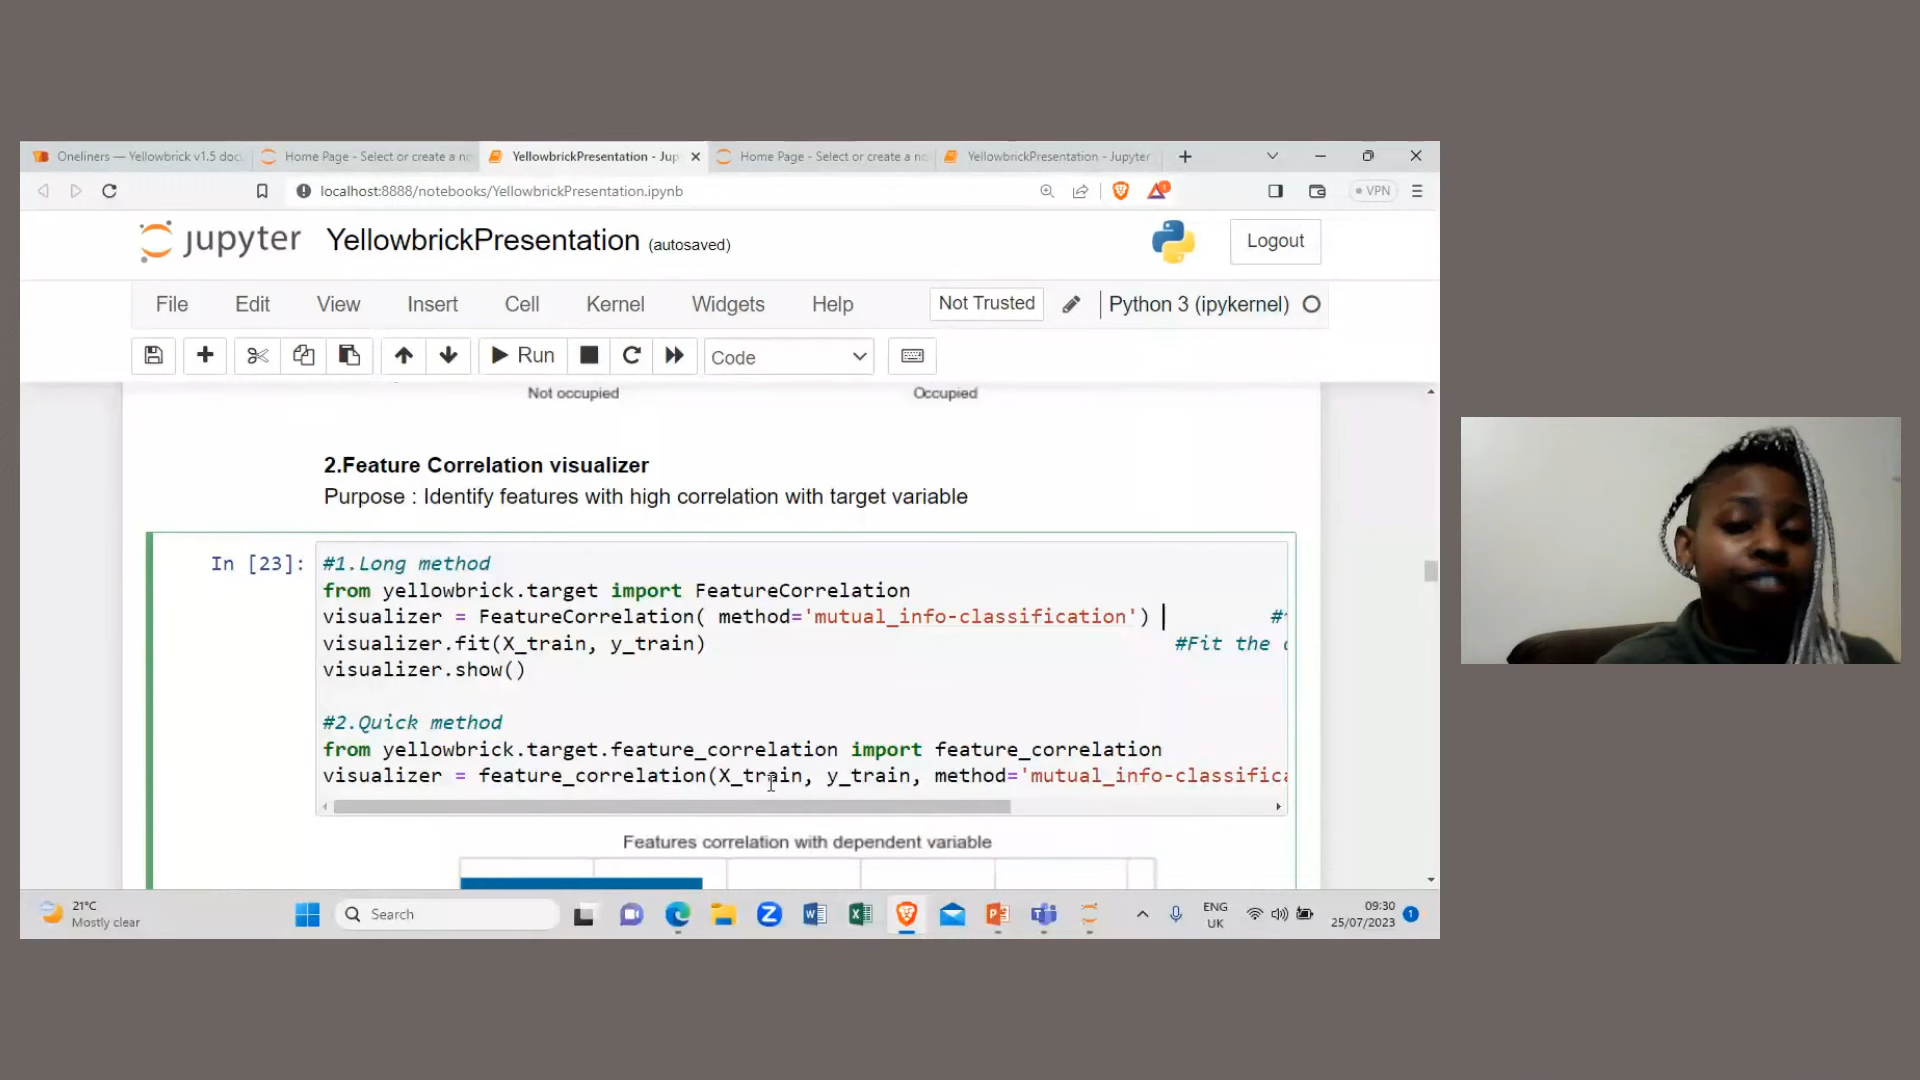 Oneliners — Yellowbrick v1.5 doc
Home Page - Select or create a no
YellowbrickPresentation - Jup
Home Page - Select or create a no
YellowbrickPresentation - Jupyter
localhost:8888/notebooks/YellowbrickPresentation.ipynb
VPN
jupyter
YellowbrickPresentation (autosaved)
Logout
File Edit View Insert Cell Kernel Widgets Help
Not Trusted
Python 3 (ipykernel)
Run
Code
Not occupied Occupied
2.Feature Correlation visualizer
Purpose : Identify features with high correlation with target variable
In [23]:
#1.Long method
from yellowbrick.target import FeatureCorrelation
visualizer = FeatureCorrelation( method='mutual_info-classification') #
visualizer.fit(X_train, y_train) #Fit the
visualizer.show()
#2.Quick method
from yellowbrick.target.feature_correlation import feature_correlation
visualizer = feature_correlation(X_train, y_train, method='mutual_info-classifica
Features correlation with dependent variable
21°C
Mostly clear
Search
ENG
UK
09:30
25/07/2023
1